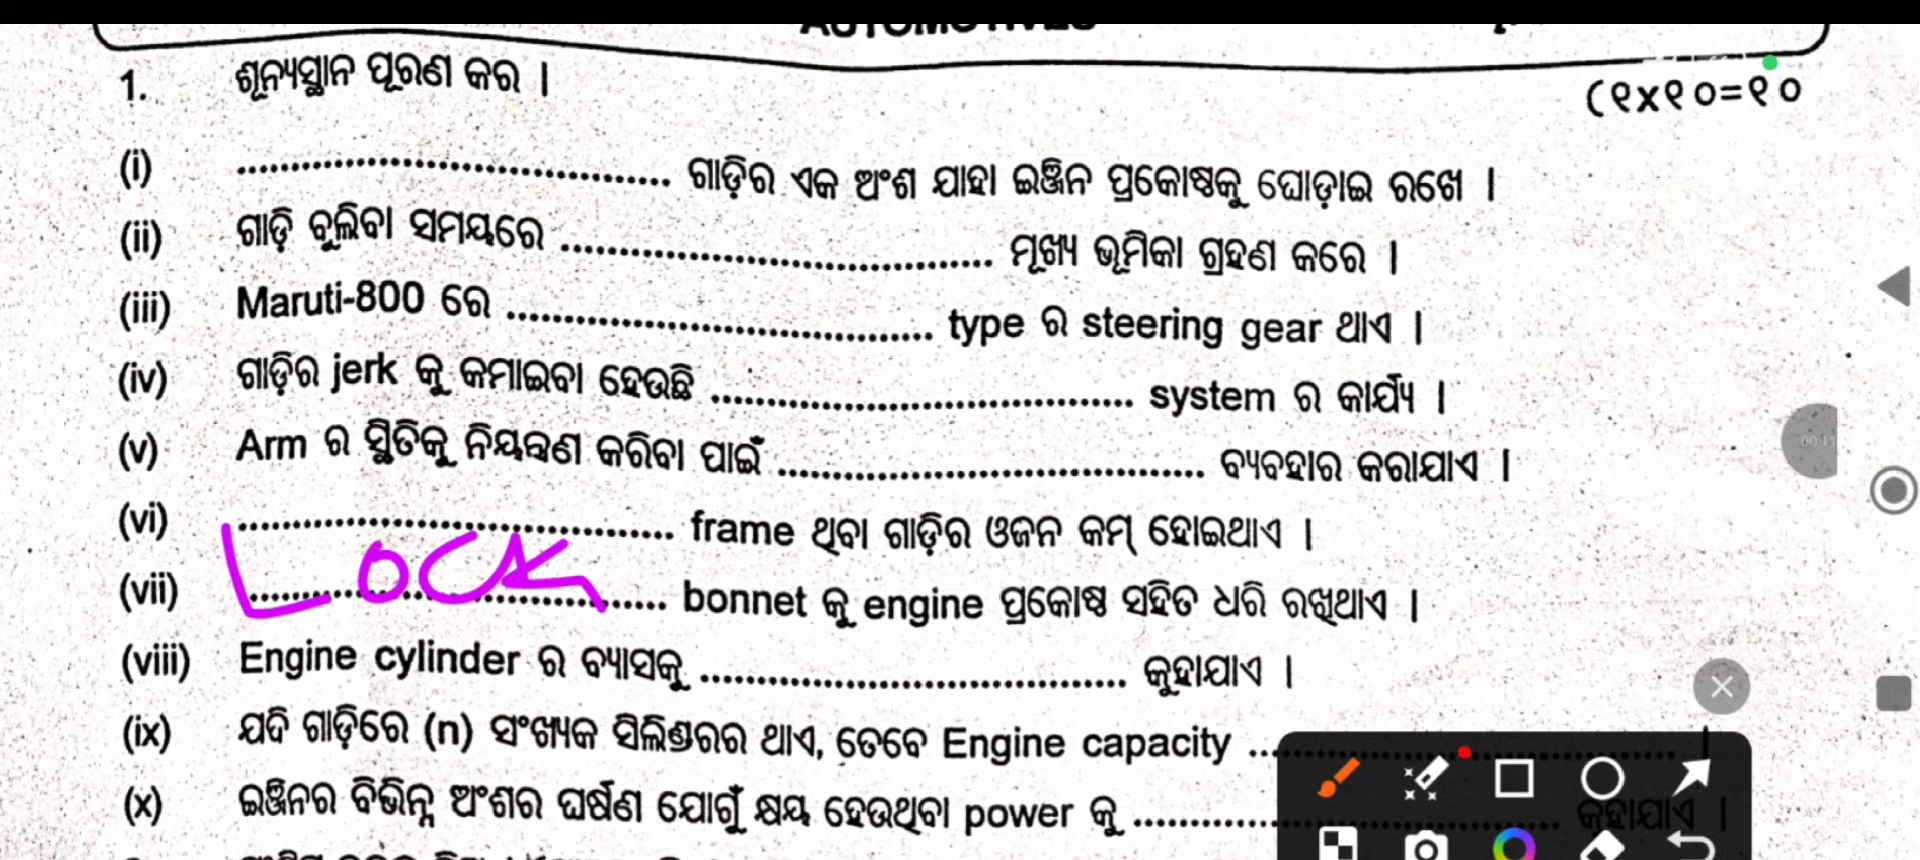 AUTOMOTIVES
1. ଶୂନ୍ୟସ୍ଥାନ ପୂରଣ କର । (୧x୧୦=୧୦
(i) .................... ଗାଡ଼ିର ଏକ ଅଂଶ ଯାହା ଇଞ୍ଜିନ ପ୍ରକୋଷ୍ଠକୁ ଘୋଡ଼ାଇ ରଖେ ।
(ii) ଗାଡ଼ି ବୁଲିବା ସମୟରେ .................... ମୂଖ୍ୟ ଭୂମିକା ଗ୍ରହଣ କରେ ।
(iii) Maruti-800 ରେ .................... type ର steering gear ଥାଏ ।
(iv) ଗାଡ଼ିର jerk କୁ କମାଇବା ହେଉଛି .................... system ର କାର୍ଯ୍ୟ ।
(v) Arm ର ସ୍ଥିତିକୁ ନିୟନ୍ତ୍ରଣ କରିବା ପାଇଁ .................... ବ୍ୟବହାର କରାଯାଏ ।
(vi) .................... frame ଥିବା ଗାଡ଼ିର ଓଜନ କମ୍ ହୋଇଥାଏ ।
(vii) LOCK .................... bonnet କୁ engine ପ୍ରକୋଷ୍ଠ ସହିତ ଧରି ରଖିଥାଏ ।
(viii) Engine cylinder ର ବ୍ୟାସକୁ .................... କୁହାଯାଏ ।
(ix) ଯଦି ଗାଡ଼ିରେ (n) ସଂଖ୍ୟକ ସିଲିଣ୍ଡରର ଥାଏ, ତେବେ Engine capacity .................... ।
(x) ଇଞ୍ଜିନର ବିଭିନ୍ନ ଅଂଶର ଘର୍ଷଣ ଯୋଗୁଁ କ୍ଷୟ ହେଉଥିବା power କୁ .................... କୁହାଯାଏ ।
00:11